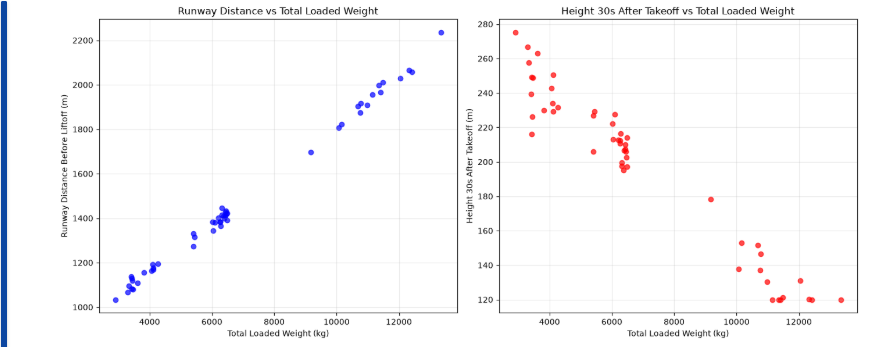 Runway Distance vs Total Loaded Weight
2200
2000
1800
1600
1400
1200
1000
Runway Distance Before Liftoff (m)
4000 6000 8000 10000 12000
Total Loaded Weight (kg)
Height 30s After Takeoff vs Total Loaded Weight
280
260
240
220
200
180
160
140
120
Height 30s After Takeoff (m)
4000 6000 8000 10000 12000
Total Loaded Weight (kg)